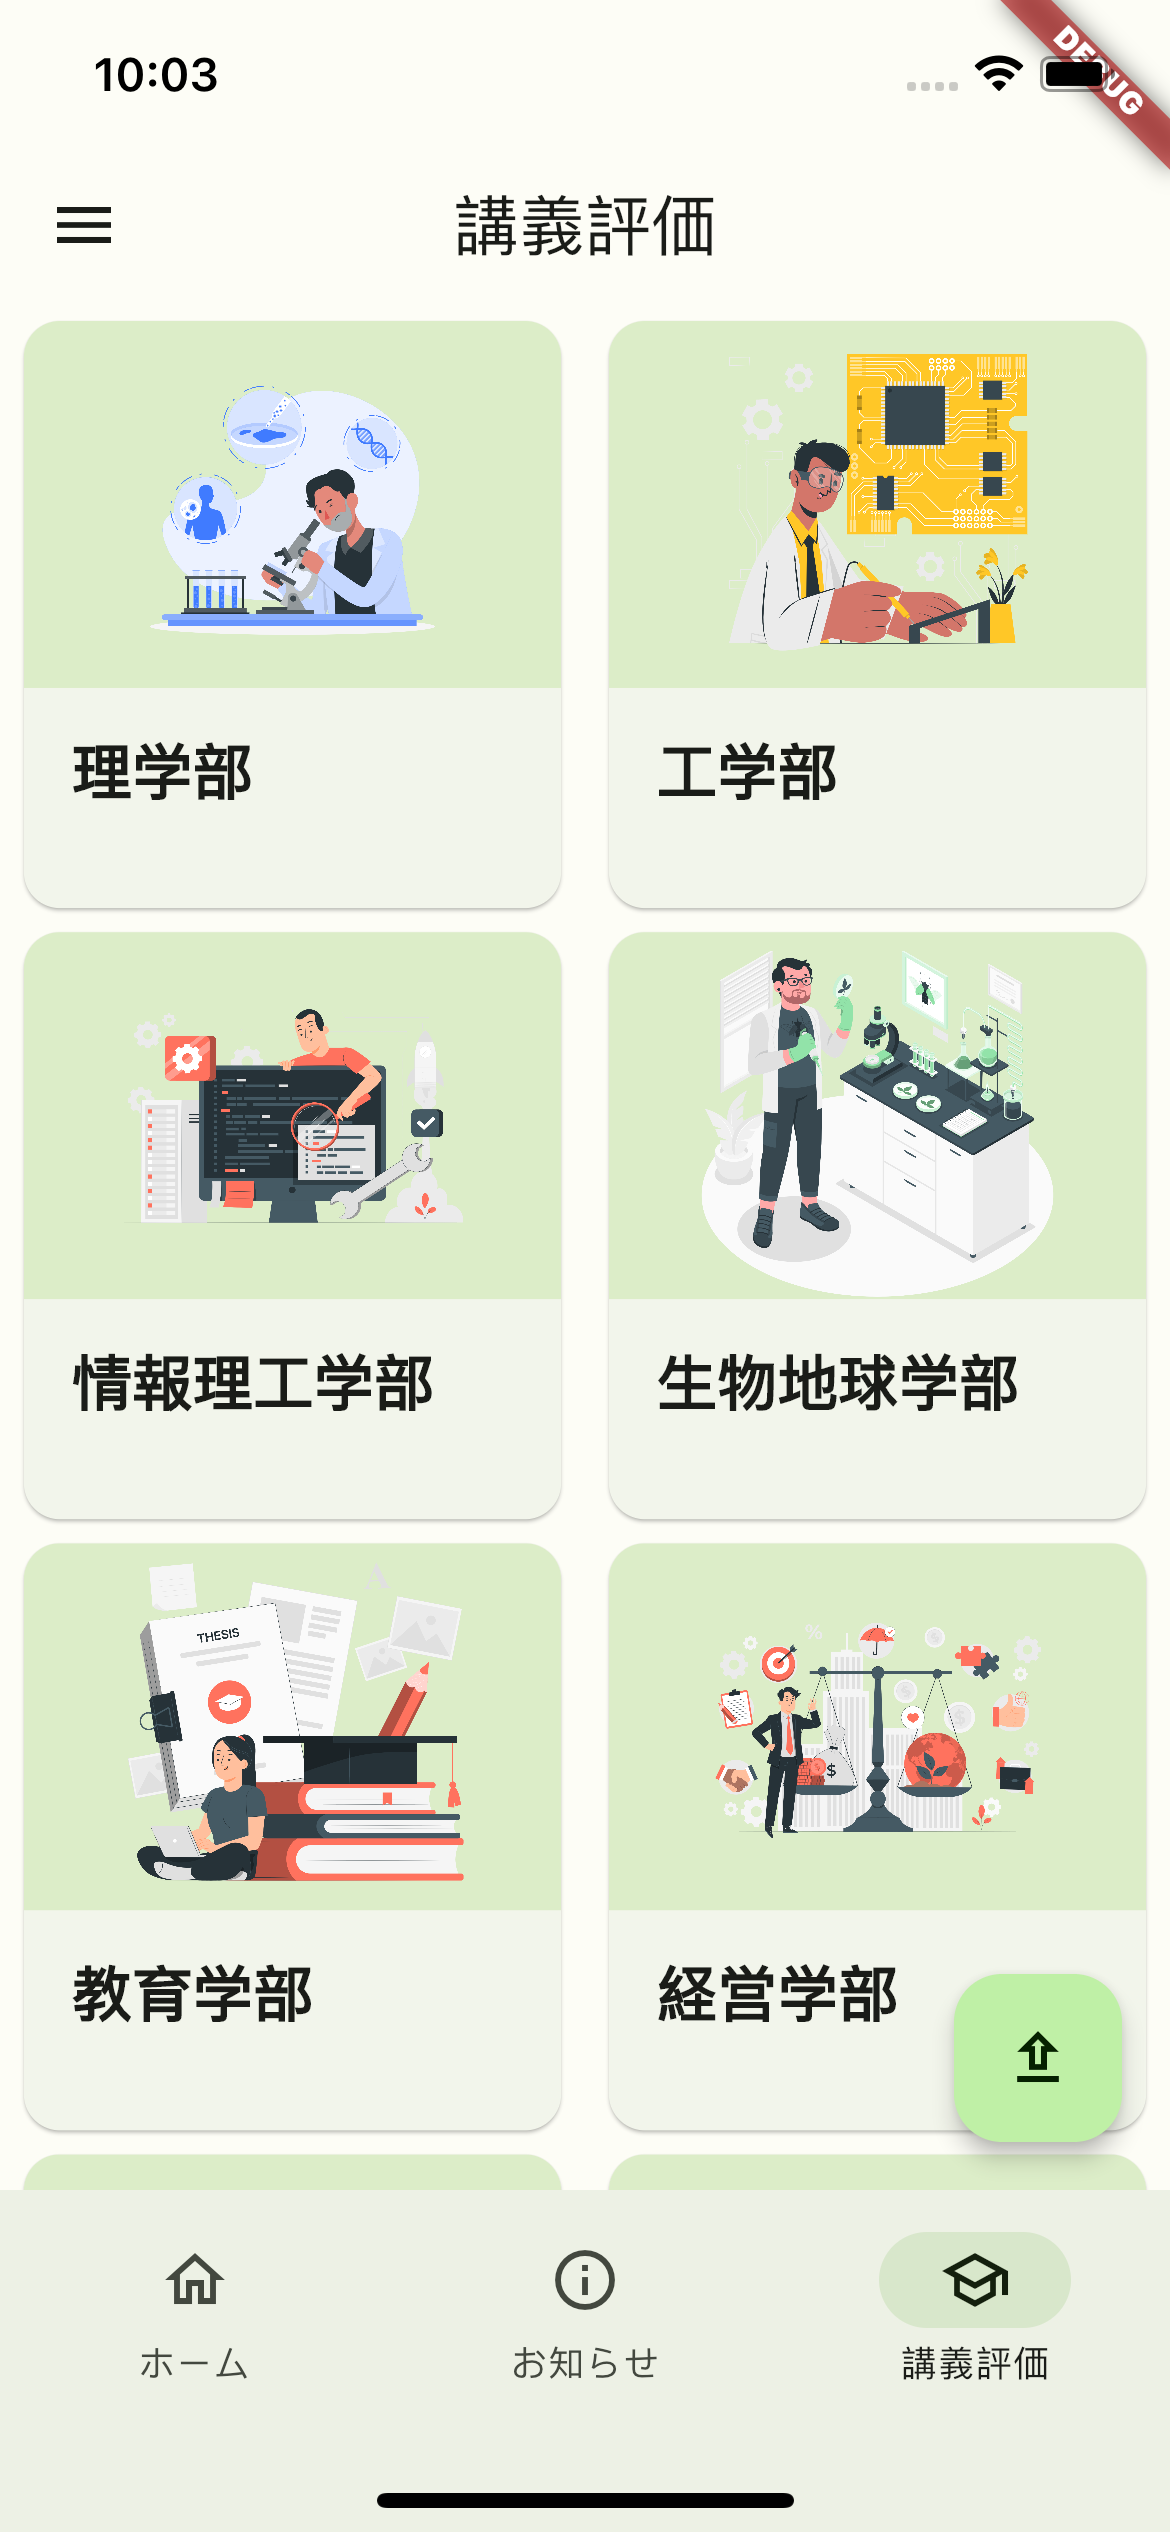 10:03
DEBUG
講義評価
理学部
工学部
情報理工学部
生物地球学部
THESIS
A
%
$
$
$
教育学部
経営学部
ホーム
お知らせ
講義評価